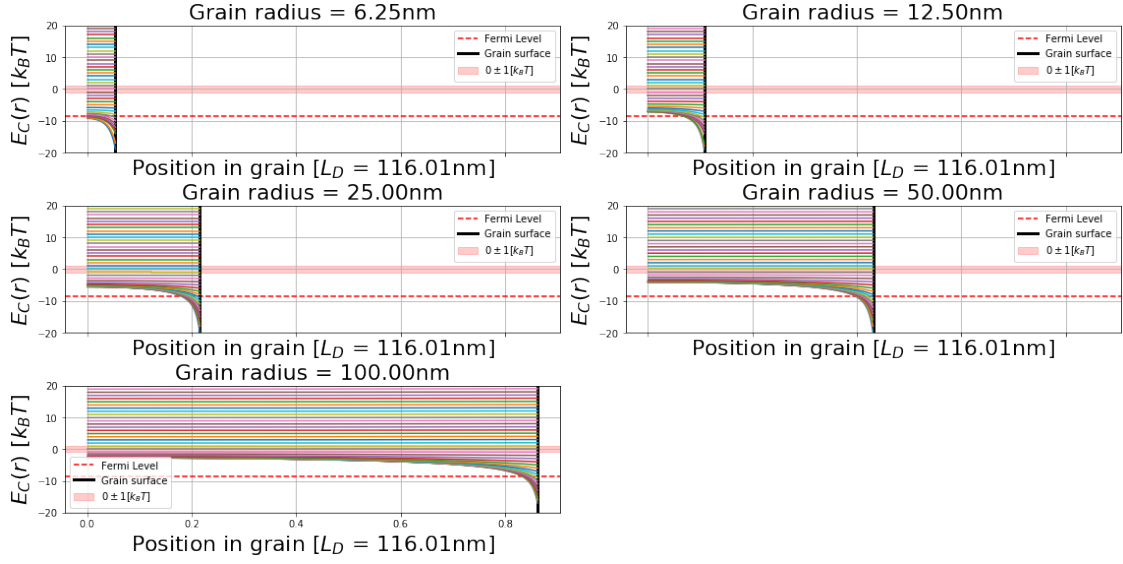 Grain radius = 6.25nm
E_C(r) [k_BT]
20
10
0
−10
−20
Fermi Level
Grain surface
0 ± 1[k_BT]
Position in grain [L_D = 116.01nm]
Grain radius = 12.50nm
E_C(r) [k_BT]
20
10
0
−10
−20
Fermi Level
Grain surface
0 ± 1[k_BT]
Position in grain [L_D = 116.01nm]
Grain radius = 25.00nm
E_C(r) [k_BT]
20
10
0
−10
−20
Fermi Level
Grain surface
0 ± 1[k_BT]
Position in grain [L_D = 116.01nm]
Grain radius = 50.00nm
E_C(r) [k_BT]
20
10
0
−10
−20
Fermi Level
Grain surface
0 ± 1[k_BT]
Position in grain [L_D = 116.01nm]
Grain radius = 100.00nm
E_C(r) [k_BT]
20
10
0
−10
−20
Fermi Level
Grain surface
0 ± 1[k_BT]
0.0 0.2 0.4 0.6 0.8
Position in grain [L_D = 116.01nm]